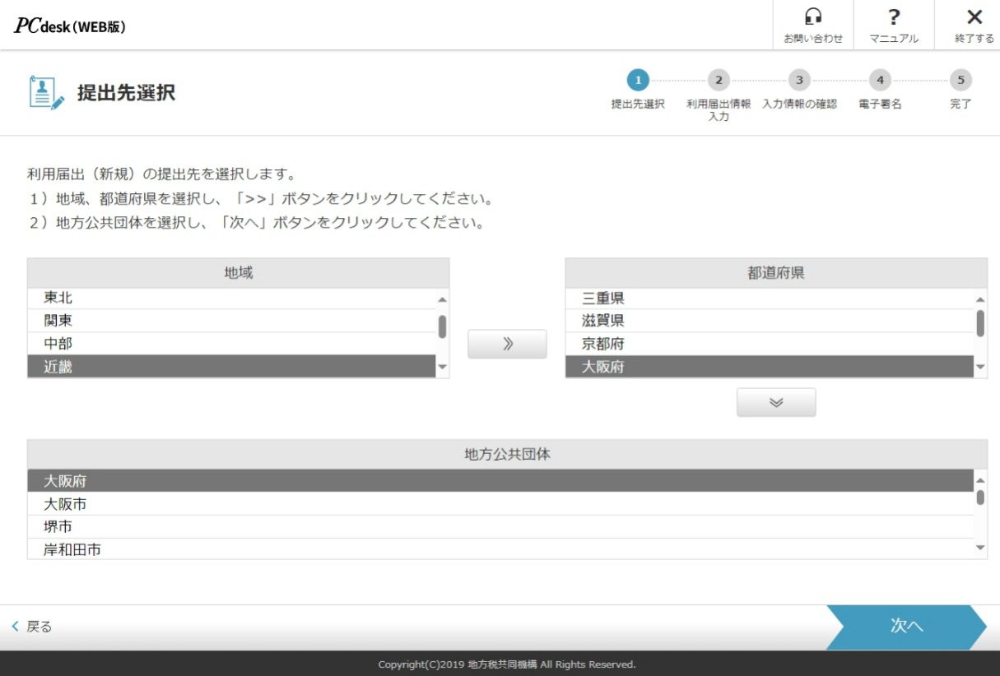 PCdesk(WEB版)
お問い合わせ
?
マニュアル
終了する
提出先選択
1
2
3
4
5
提出先選択
利用届出情報
入力
入力情報の確認
電子署名
完了
利用届出（新規）の提出先を選択します。
１）地域、都道府県を選択し、「>>」ボタンをクリックしてください。
２）地方公共団体を選択し、「次へ」ボタンをクリックしてください。
地域
東北
関東
中部
近畿
都道府県
三重県
滋賀県
京都府
大阪府
地方公共団体
大阪府
大阪市
堺市
岸和田市
戻る
次へ
Copyright(C)2019 地方税共同機構 All Rights Reserved.